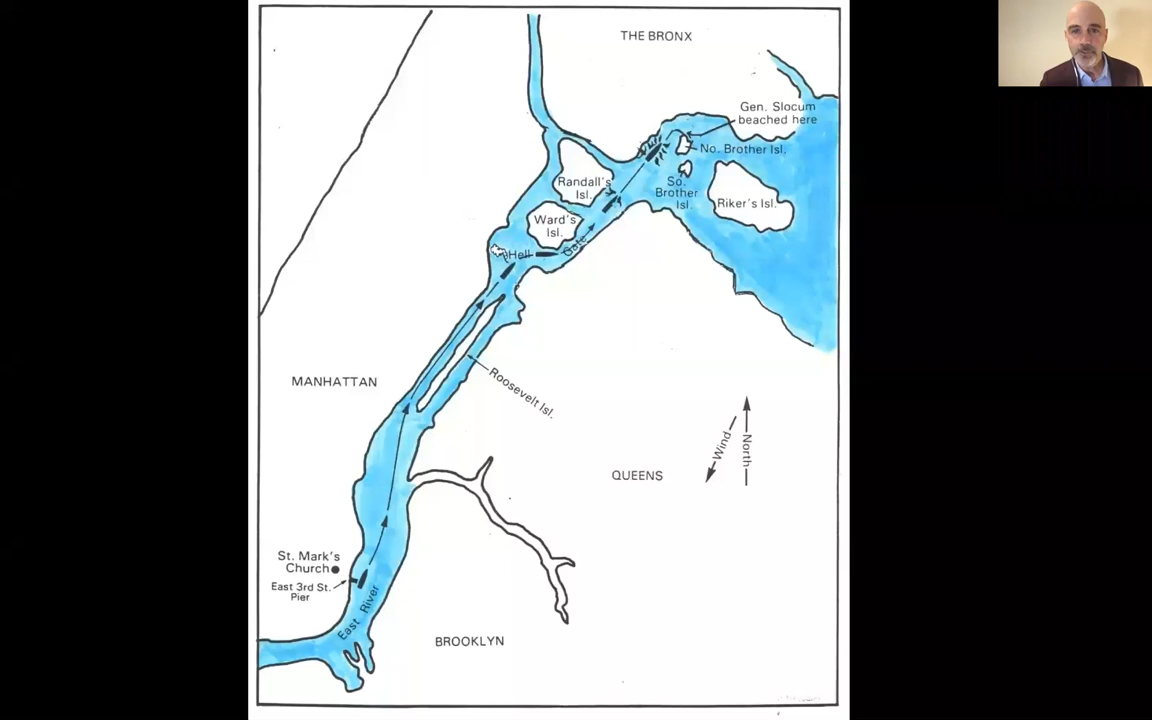 THE BRONX
Gen. Slocum
beached here
No. Brother Isl.
Randall's
Isl.
So.
Brother
Isl.
Riker's Isl.
Ward's
Isl.
Hell Gate
MANHATTAN
Roosevelt Isl.
Wind
North
QUEENS
St. Mark's
Church
East 3rd St.
Pier
East River
BROOKLYN